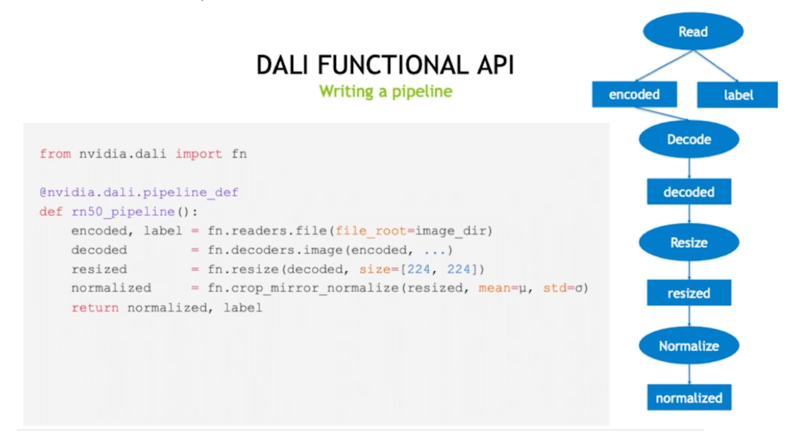 DALI FUNCTIONAL API
Writing a pipeline
from nvidia.dali import fn
@nvidia.dali.pipeline_def
def rn50_pipeline():
encoded, label = fn.readers.file(file_root=image_dir)
decoded = fn.decoders.image(encoded, ...)
resized = fn.resize(decoded, size=[224, 224])
normalized = fn.crop_mirror_normalize(resized, mean=μ, std=σ)
return normalized, label
Read
encoded
label
Decode
decoded
Resize
resized
Normalize
normalized